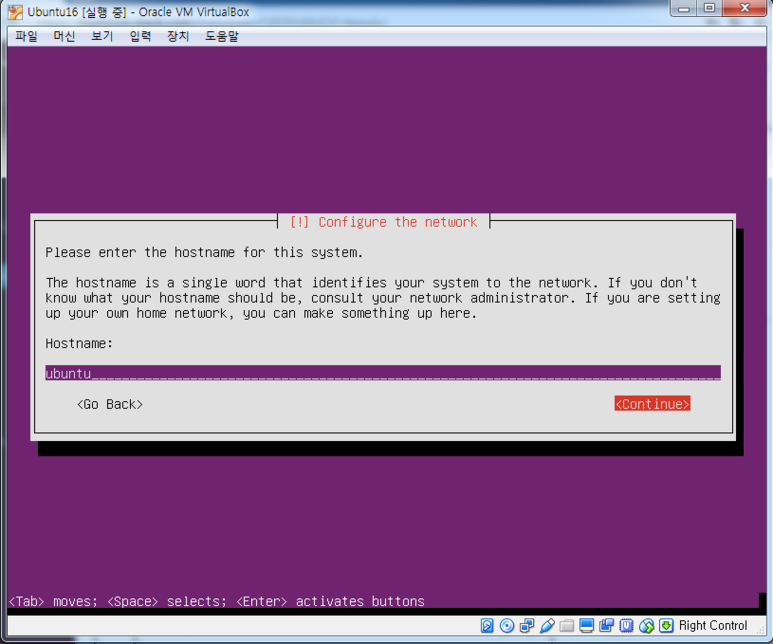 Ubuntu16 [실행 중] - Oracle VM VirtualBox
파일 머신 보기 입력 장치 도움말
[!] Configure the network
Please enter the hostname for this system.
The hostname is a single word that identifies your system to the network. If you don't
know what your hostname should be, consult your network administrator. If you are setting
up your own home network, you can make something up here.
Hostname:
ubuntu
<Go Back> <Continue>
<Tab> moves; <Space> selects; <Enter> activates buttons
Right Control